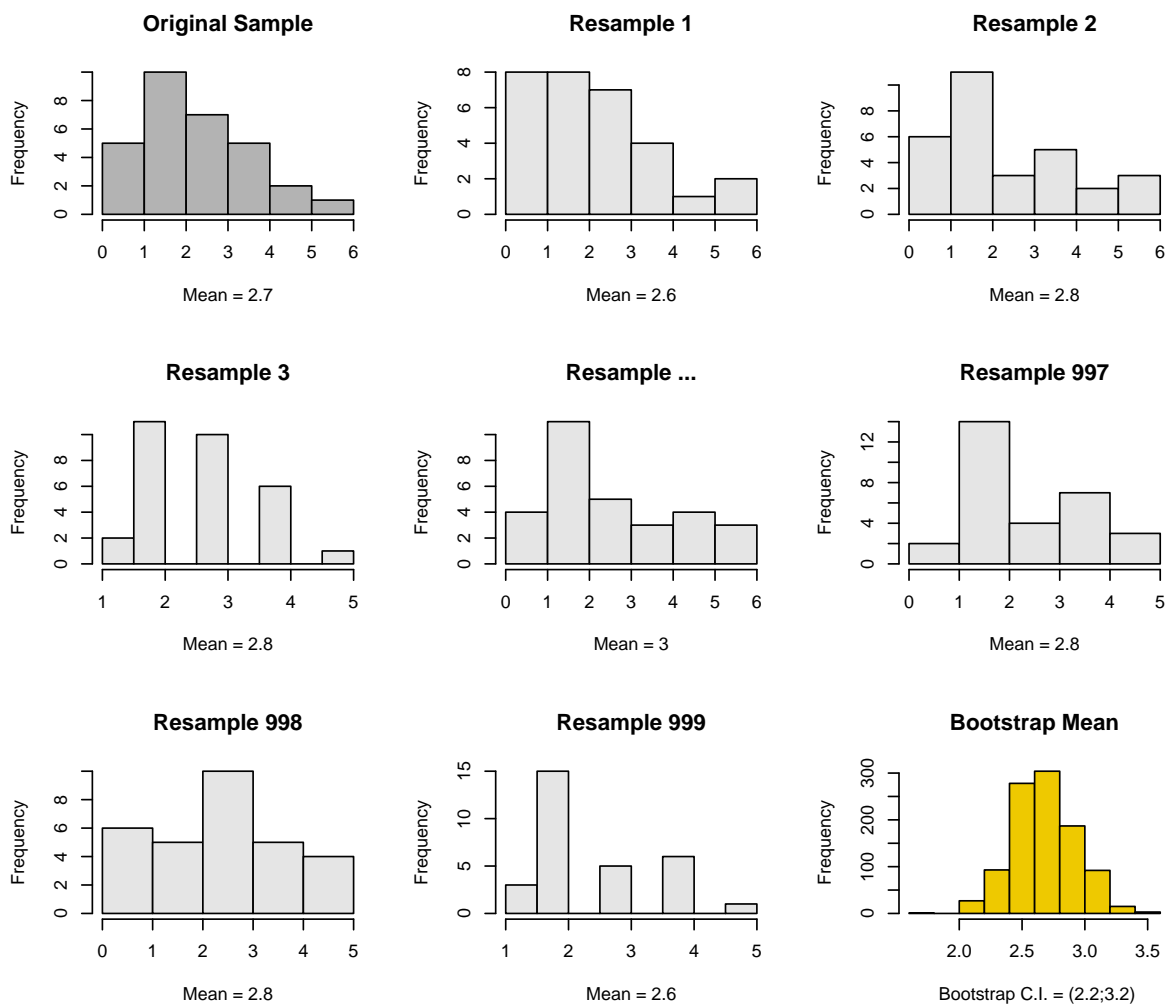 Original Sample
Frequency
0 2 4 6 8
0 1 2 3 4 5 6
Mean = 2.7
Resample 1
Frequency
0 2 4 6 8
0 1 2 3 4 5 6
Mean = 2.6
Resample 2
Frequency
0 2 4 6 8
0 1 2 3 4 5 6
Mean = 2.8
Resample 3
Frequency
0 2 4 6 8
1 2 3 4 5
Mean = 2.8
Resample ...
Frequency
0 2 4 6 8
0 1 2 3 4 5 6
Mean = 3
Resample 997
Frequency
0 4 8 12
0 1 2 3 4 5
Mean = 2.8
Resample 998
Frequency
0 2 4 6 8
0 1 2 3 4 5
Mean = 2.8
Resample 999
Frequency
0 5 10 15
1 2 3 4 5
Mean = 2.6
Bootstrap Mean
Frequency
0 100 200 300
2.0 2.5 3.0 3.5
Bootstrap C.I. = (2.2;3.2)